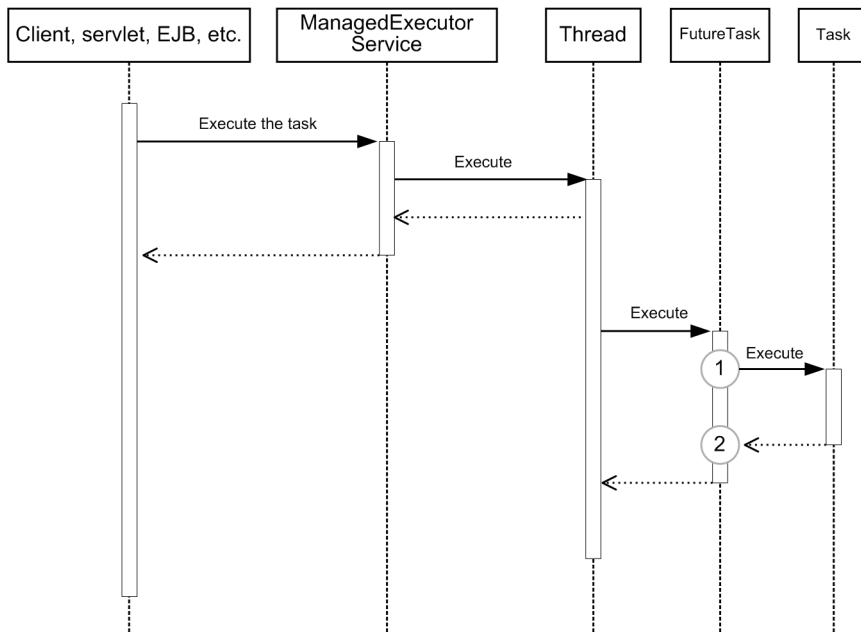 Client, servlet, EJB, etc.
ManagedExecutor
Service
Thread
FutureTask
Task
Execute the task
Execute
Execute
1
Execute
2